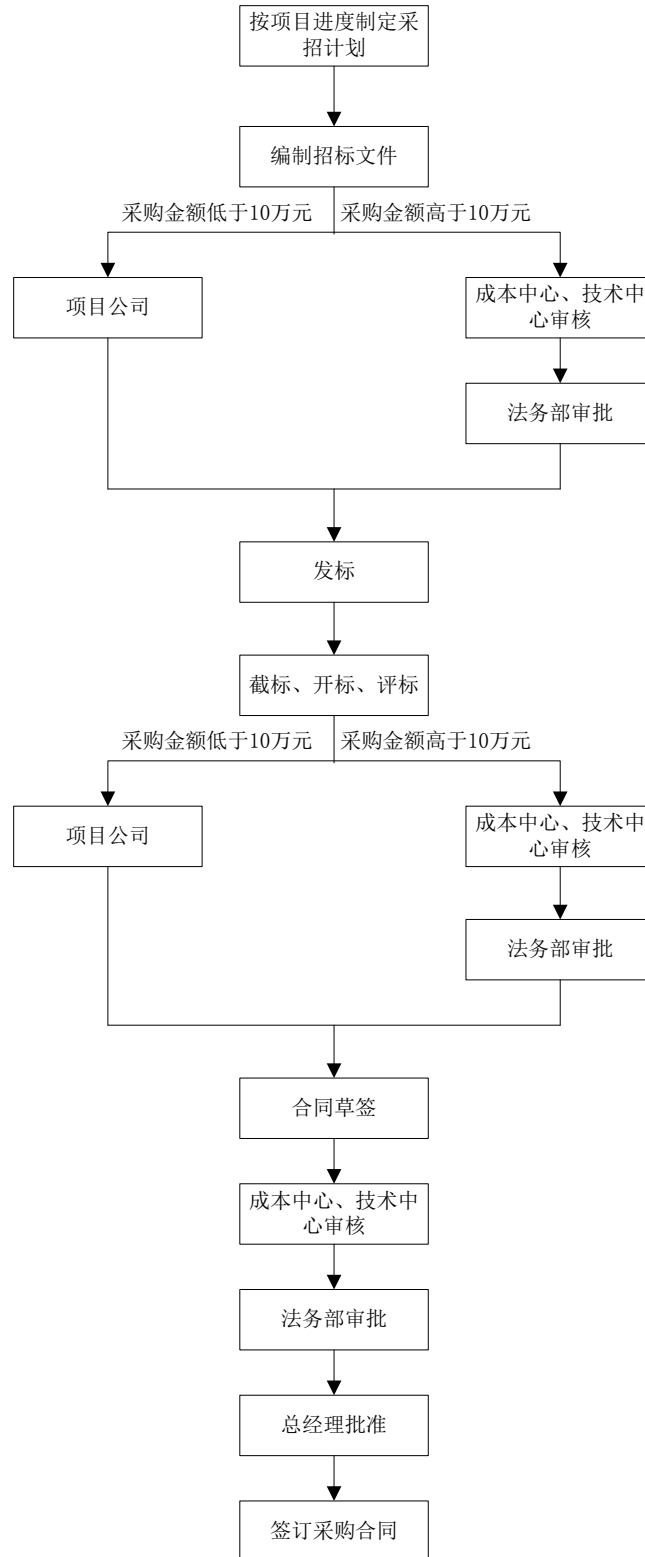 按项目进度制定采
招计划
编制招标文件
采购金额低于10万元
采购金额高于10万元
项目公司
成本中心、技术中
心审核
法务部审批
发标
截标、开标、评标
采购金额低于10万元
采购金额高于10万元
项目公司
成本中心、技术中
心审核
法务部审批
合同草签
成本中心、技术中
心审核
法务部审批
总经理批准
签订采购合同